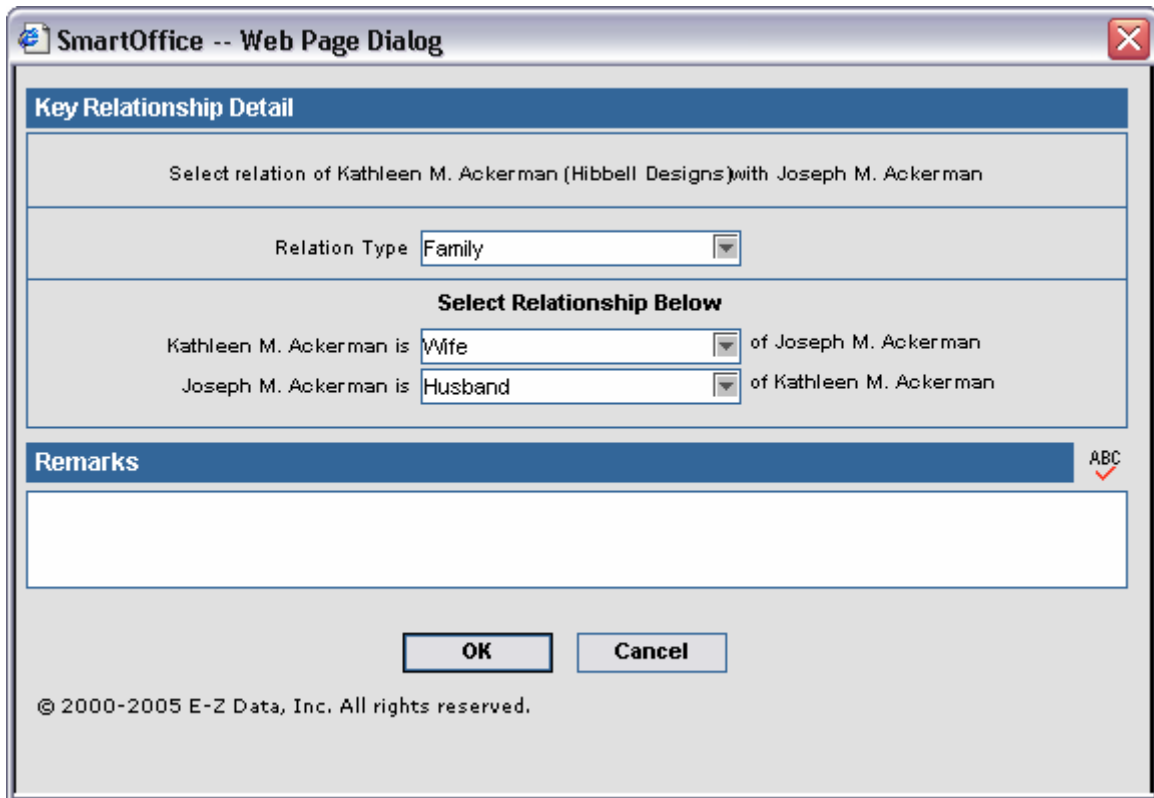 SmartOffice -- Web Page Dialog
Key Relationship Detail
Select relation of Kathleen M. Ackerman (Hibbell Designs)with Joseph M. Ackerman
Relation Type Family
Select Relationship Below
Kathleen M. Ackerman is Wife of Joseph M. Ackerman
Joseph M. Ackerman is Husband of Kathleen M. Ackerman
Remarks ABC
OK Cancel
© 2000-2005 E-Z Data, Inc. All rights reserved.